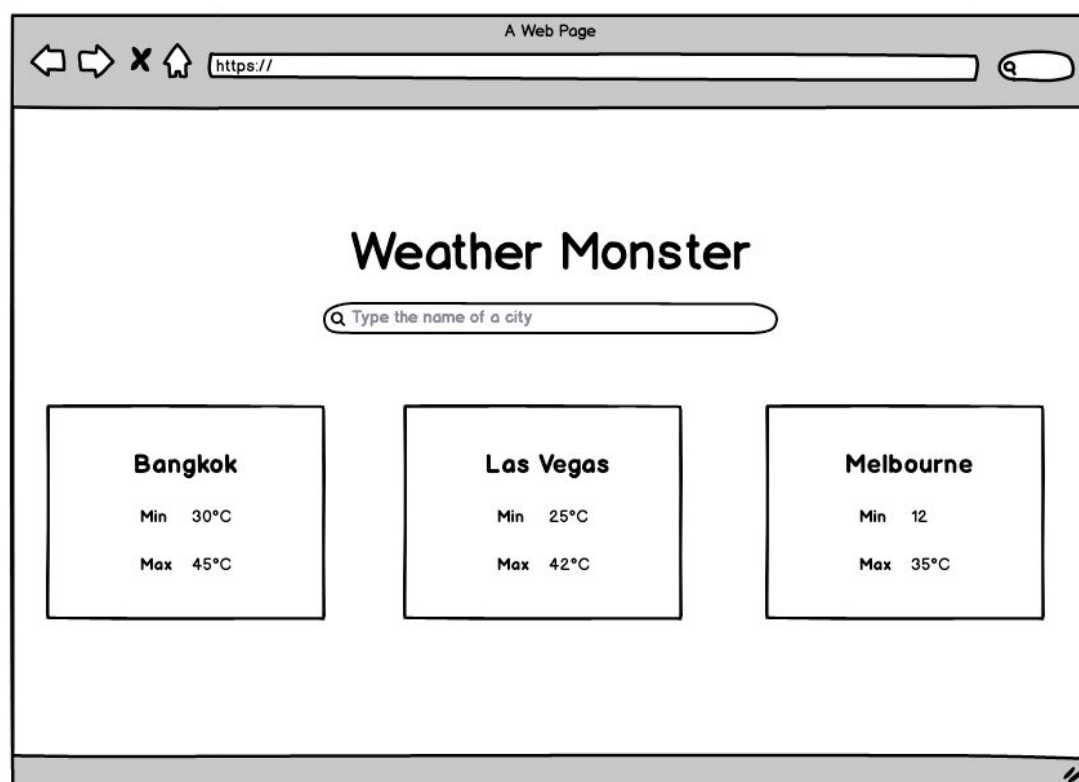 A Web Page
https://
Weather Monster
Type the name of a city
Bangkok
Min 30°C
Max 45°C
Las Vegas
Min 25°C
Max 42°C
Melbourne
Min 12
Max 35°C